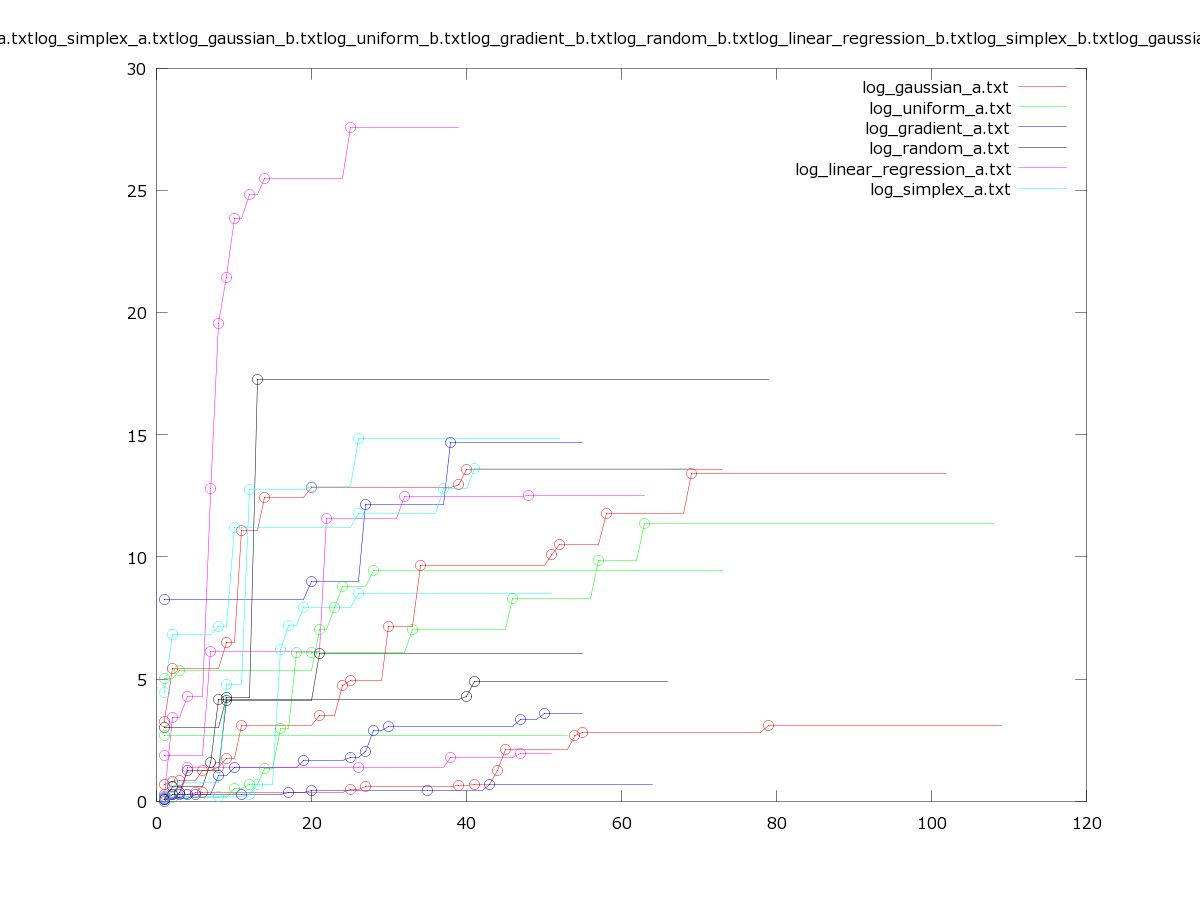 a.txtlog_simplex_a.txtlog_gaussian_b.txtlog_uniform_b.txtlog_gradient_b.txtlog_random_b.txtlog_linear_regression_b.txtlog_simplex_b.txtlog_gaussia
30
log_gaussian_a.txt
log_uniform_a.txt
log_gradient_a.txt
log_random_a.txt
log_linear_regression_a.txt
log_simplex_a.txt
25
20
15
10
5
0
0 20 40 60 80 100 120